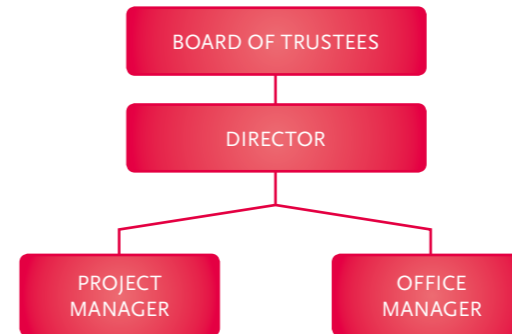 BOARD OF TRUSTEES
DIRECTOR
PROJECT
MANAGER
OFFICE
MANAGER